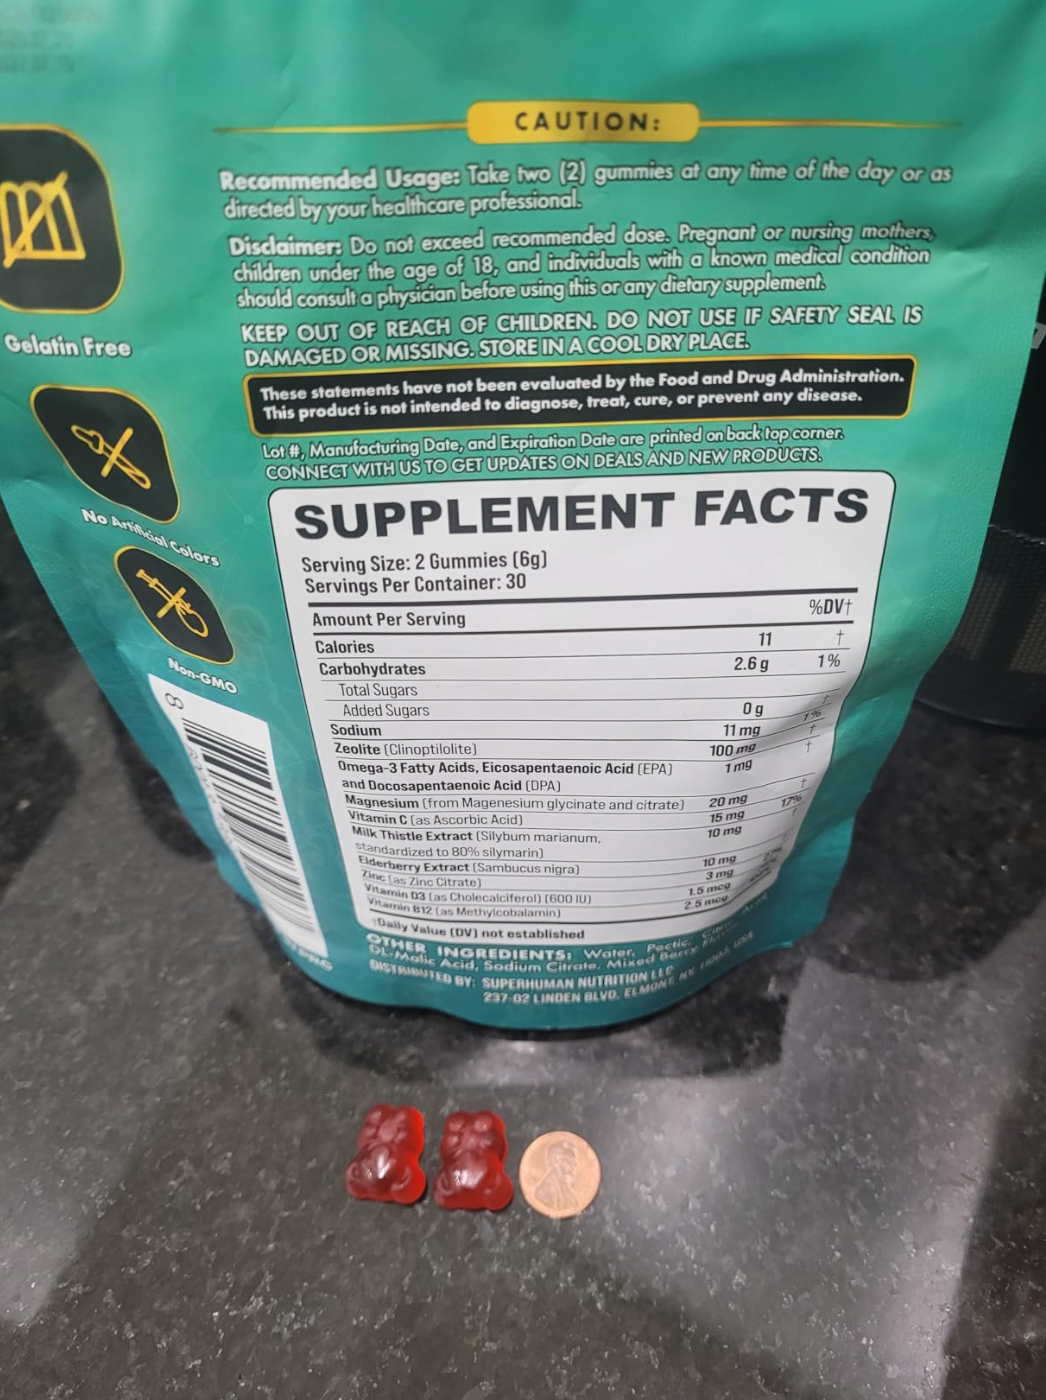 CAUTION:
Recommended Usage: Take two (2) gummies at any time of the day or as
directed by your healthcare professional.
Disclaimer: Do not exceed recommended dose. Pregnant or nursing mothers,
children under the age of 18, and individuals with a known medical condition
should consult a physician before using this or any dietary supplement.
KEEP OUT OF REACH OF CHILDREN. DO NOT USE IF SAFETY SEAL IS
DAMAGED OR MISSING. STORE IN A COOL DRY PLACE.
These statements have not been evaluated by the Food and Drug Administration.
This product is not intended to diagnose, treat, cure, or prevent any disease.
Lot #, Manufacturing Date, and Expiration Date are printed on back top corner.
CONNECT WITH US TO GET UPDATES ON DEALS AND NEW PRODUCTS.
Gelatin Free
No Artificial Colors
Non-GMO
8
SUPPLEMENT FACTS
Serving Size: 2 Gummies (6g)
Servings Per Container: 30
Amount Per Serving %DV†
Calories 11 †
Carbohydrates 2.6 g 1%
Total Sugars
Added Sugars 0 g †
Sodium 11 mg 1%
Zeolite (Clinoptilolite) 100 mg †
Omega-3 Fatty Acids, Eicosapentaenoic Acid (EPA) 1 mg †
and Docosapentaenoic Acid (DPA)
Magnesium (from Magenesium glycinate and citrate) 20 mg †
Vitamin C (as Ascorbic Acid) 15 mg 17%
Milk Thistle Extract (Silybum marianum, 10 mg
standardized to 80% silymarin)
Elderberry Extract (Sambucus nigra) 10 mg
Zinc (as Zinc Citrate) 3 mg
Vitamin D3 (as Cholecalciferol) (600 IU) 1.5 mcg
Vitamin B12 (as Methylcobalamin) 2.5 mcg
†Daily Value (DV) not established
OTHER INGREDIENTS: Water, Pectic,
DL-Malic Acid, Sodium Citrate, Mixed Berry
DISTRIBUTED BY: SUPERHUMAN NUTRITION LLC
237-02 LINDEN BLVD, ELMONT, NY, USA